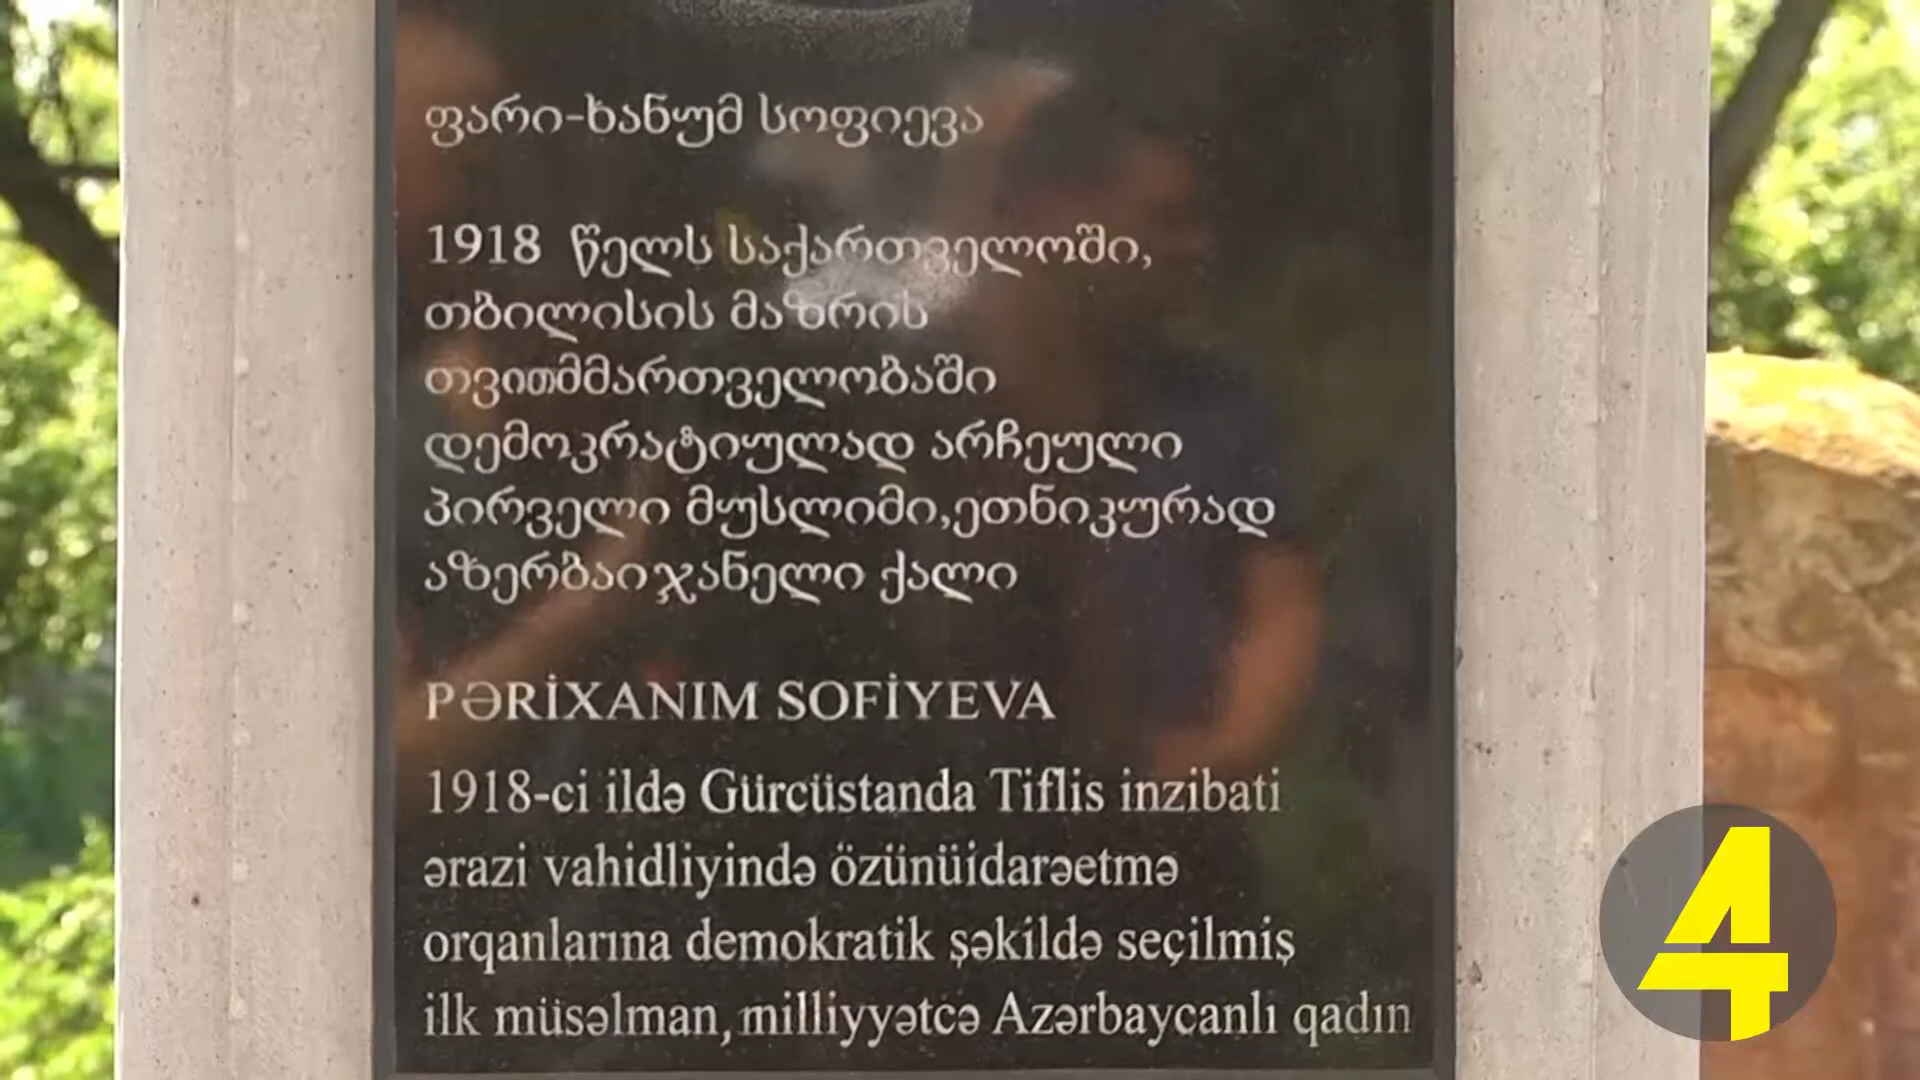 ფარი-ხანუმ სოფიევა
1918 წელს საქართველოში,
თბილისის მაზრის
თვითმმართველობაში
დემოკრატიულად არჩეული
პირველი მუსლიმი,ეთნიკურად
აზერბაიჯანელი ქალი
PƏRİXANIM SOFİYEVA
1918-ci ildə Gürcüstanda Tiflis inzibati
ərazi vahidliyində özünüidarəetmə
orqanlarına demokratik şəkildə seçilmiş
ilk müsəlman,milliyyətcə Azərbaycanlı qadın
4